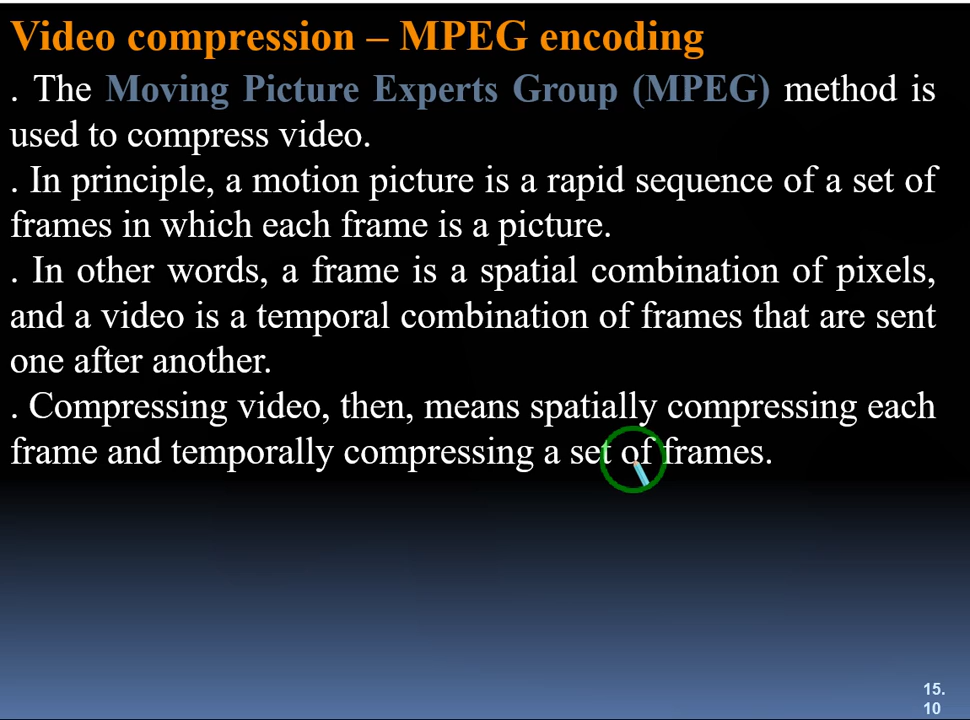 Video compression – MPEG encoding
. The Moving Picture Experts Group (MPEG) method is
used to compress video.
. In principle, a motion picture is a rapid sequence of a set of
frames in which each frame is a picture.
. In other words, a frame is a spatial combination of pixels,
and a video is a temporal combination of frames that are sent
one after another.
. Compressing video, then, means spatially compressing each
frame and temporally compressing a set of frames.
15.
10